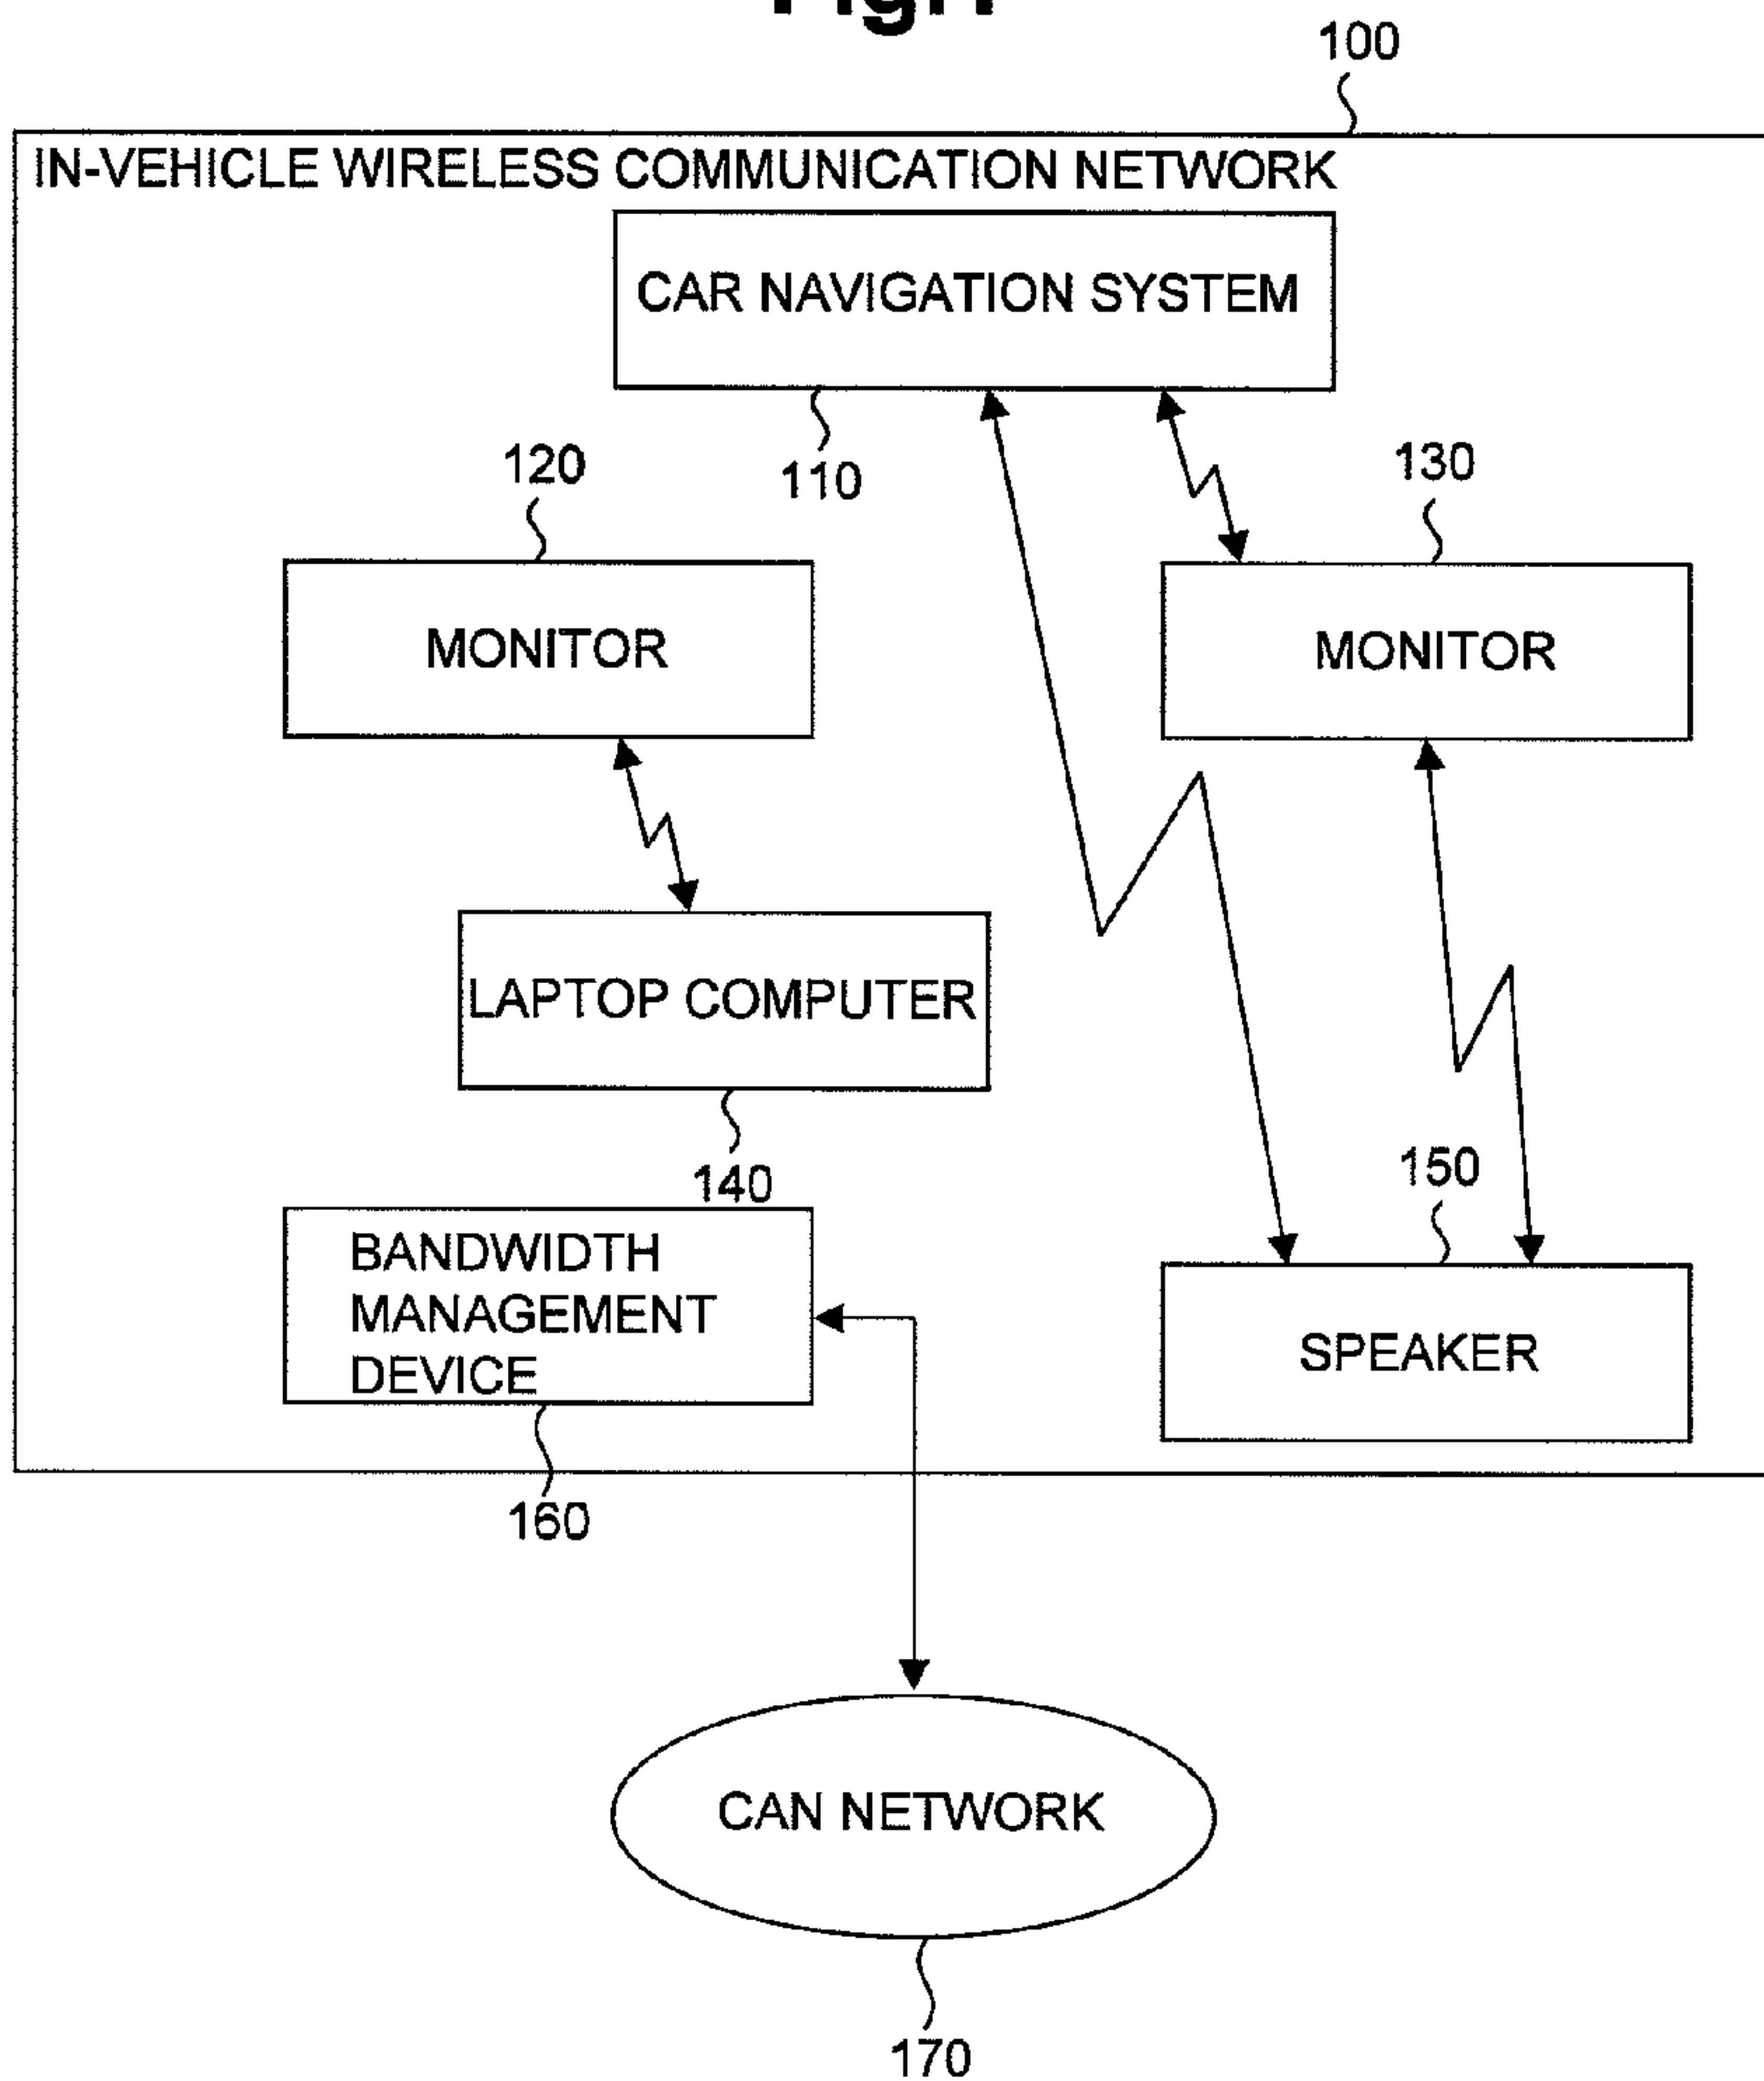 100
IN-VEHICLE WIRELESS COMMUNICATION NETWORK
CAR NAVIGATION SYSTEM
110
120
130
MONITOR
MONITOR
LAPTOP COMPUTER
140
150
BANDWIDTH
MANAGEMENT
DEVICE
SPEAKER
160
CAN NETWORK
170